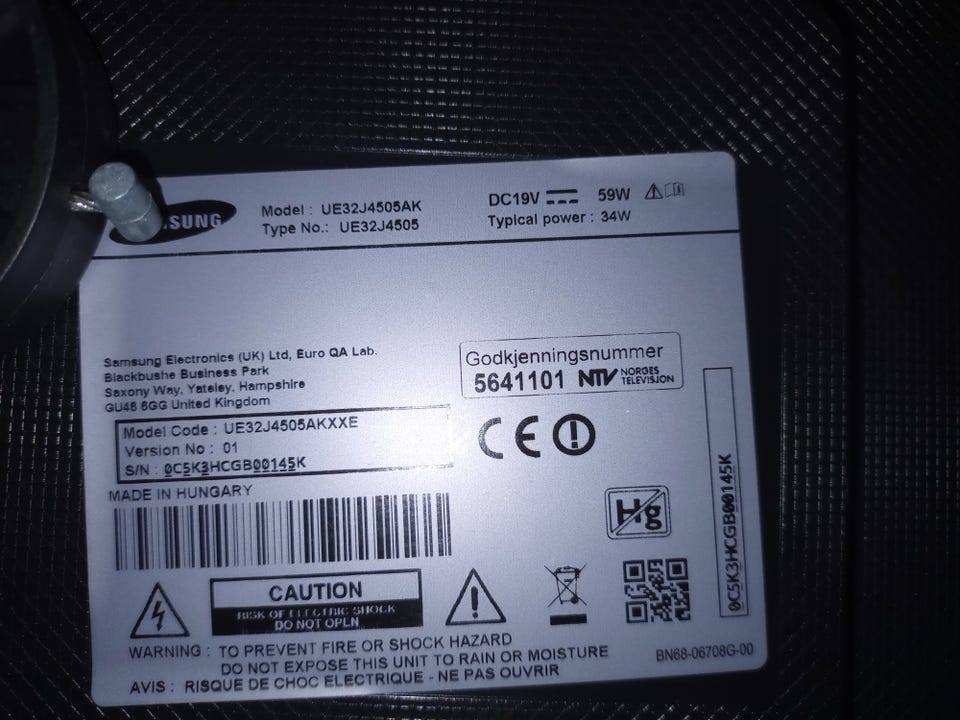 SUNG
Model : UE32J4505AK
Type No.: UE32J4505
DC19V 59W
Typical power : 34W
Samsung Electronics (UK) Ltd, Euro QA Lab.
Blackbushe Business Park
Saxony Way, Yateley, Hampshire
GU46 6GG United Kingdom
Godkjenningsnummer
5641101 NTV NORGES TELEVISJON
Model Code : UE32J4505AKXXE
Version No : 01
S/N : 0C5K3HCGB00145K
CE
MADE IN HUNGARY
Hg
0C5K3HCGB00145K
CAUTION
RISK OF ELECTRIC SHOCK
DO NOT OPEN
WARNING : TO PREVENT FIRE OR SHOCK HAZARD
DO NOT EXPOSE THIS UNIT TO RAIN OR MOISTURE
AVIS : RISQUE DE CHOC ELECTRIQUE - NE PAS OUVRIR
BN68-06708G-00